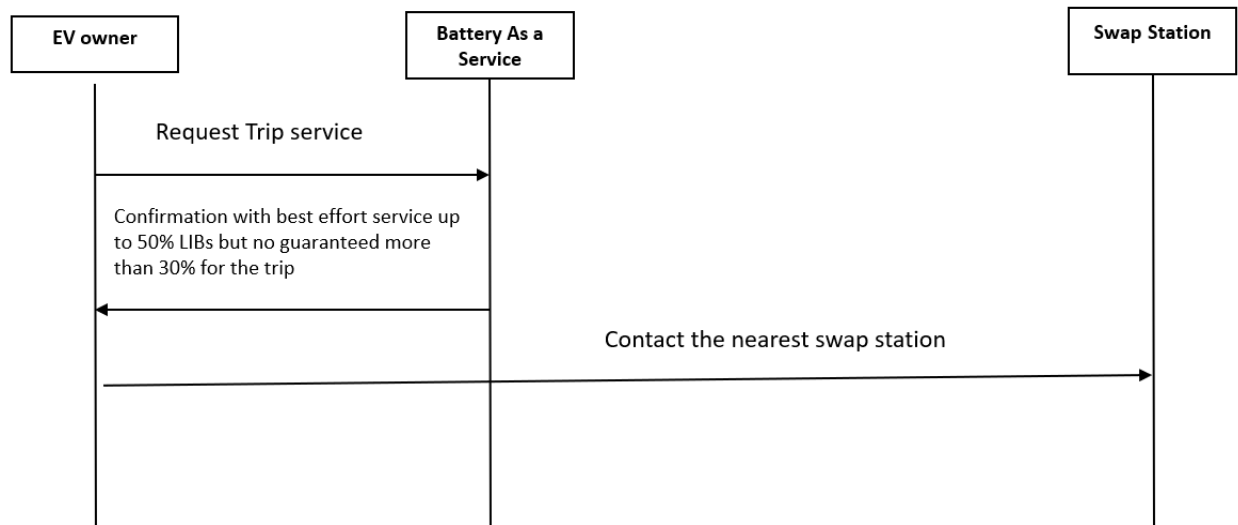 EV owner
Battery As a
Service
Swap Station
Request Trip service
Confirmation with best effort service up
to 50% LIBs but no guaranteed more
than 30% for the trip
Contact the nearest swap station